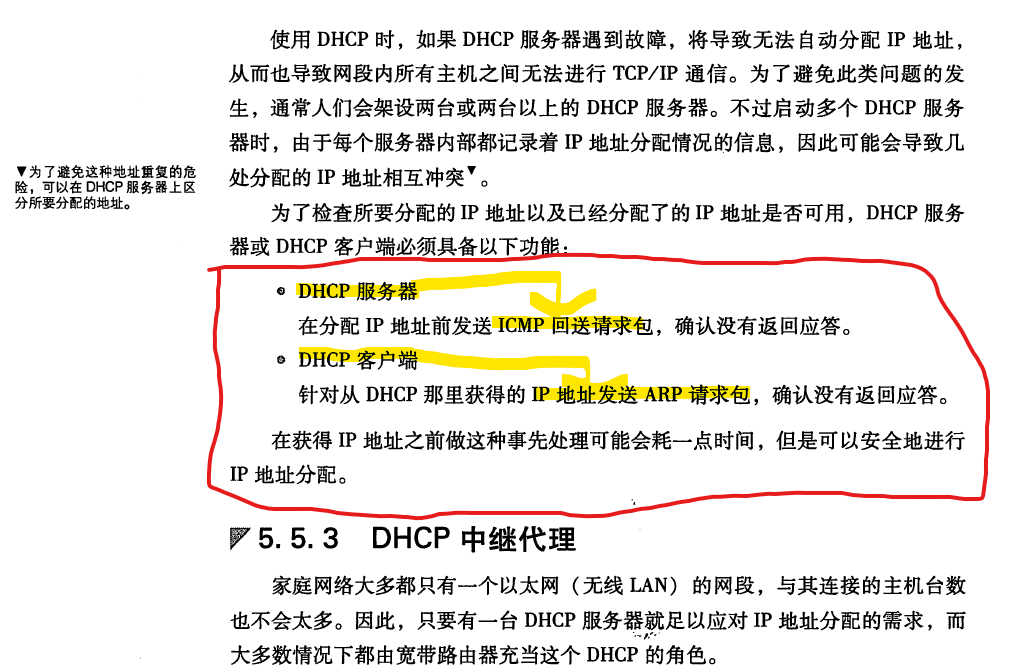 使用 DHCP 时，如果 DHCP 服务器遇到故障，将导致无法自动分配 IP 地址，
从而也导致网段内所有主机之间无法进行 TCP/IP 通信。为了避免此类问题的发
生，通常人们会架设两台或两台以上的 DHCP 服务器。不过启动多个 DHCP 服务
器时，由于每个服务器内部都记录着 IP 地址分配情况的信息，因此可能会导致几
处分配的 IP 地址相互冲突▼。
▼为了避免这种地址重复的危
险，可以在 DHCP 服务器上区
分所要分配的地址。
为了检查所要分配的 IP 地址以及已经分配了的 IP 地址是否可用，DHCP 服务
器或 DHCP 客户端必须具备以下功能：
• DHCP 服务器
在分配 IP 地址前发送 ICMP 回送请求包，确认没有返回应答。
• DHCP 客户端
针对从 DHCP 那里获得的 IP 地址发送 ARP 请求包，确认没有返回应答。
在获得 IP 地址之前做这种事先处理可能会耗一点时间，但是可以安全地进行
IP 地址分配。
5. 5. 3 DHCP 中继代理
家庭网络大多都只有一个以太网（无线 LAN）的网段，与其连接的主机台数
也不会太多。因此，只要有一台 DHCP 服务器就足以应对 IP 地址分配的需求，而
大多数情况下都由宽带路由器充当这个 DHCP 的角色。